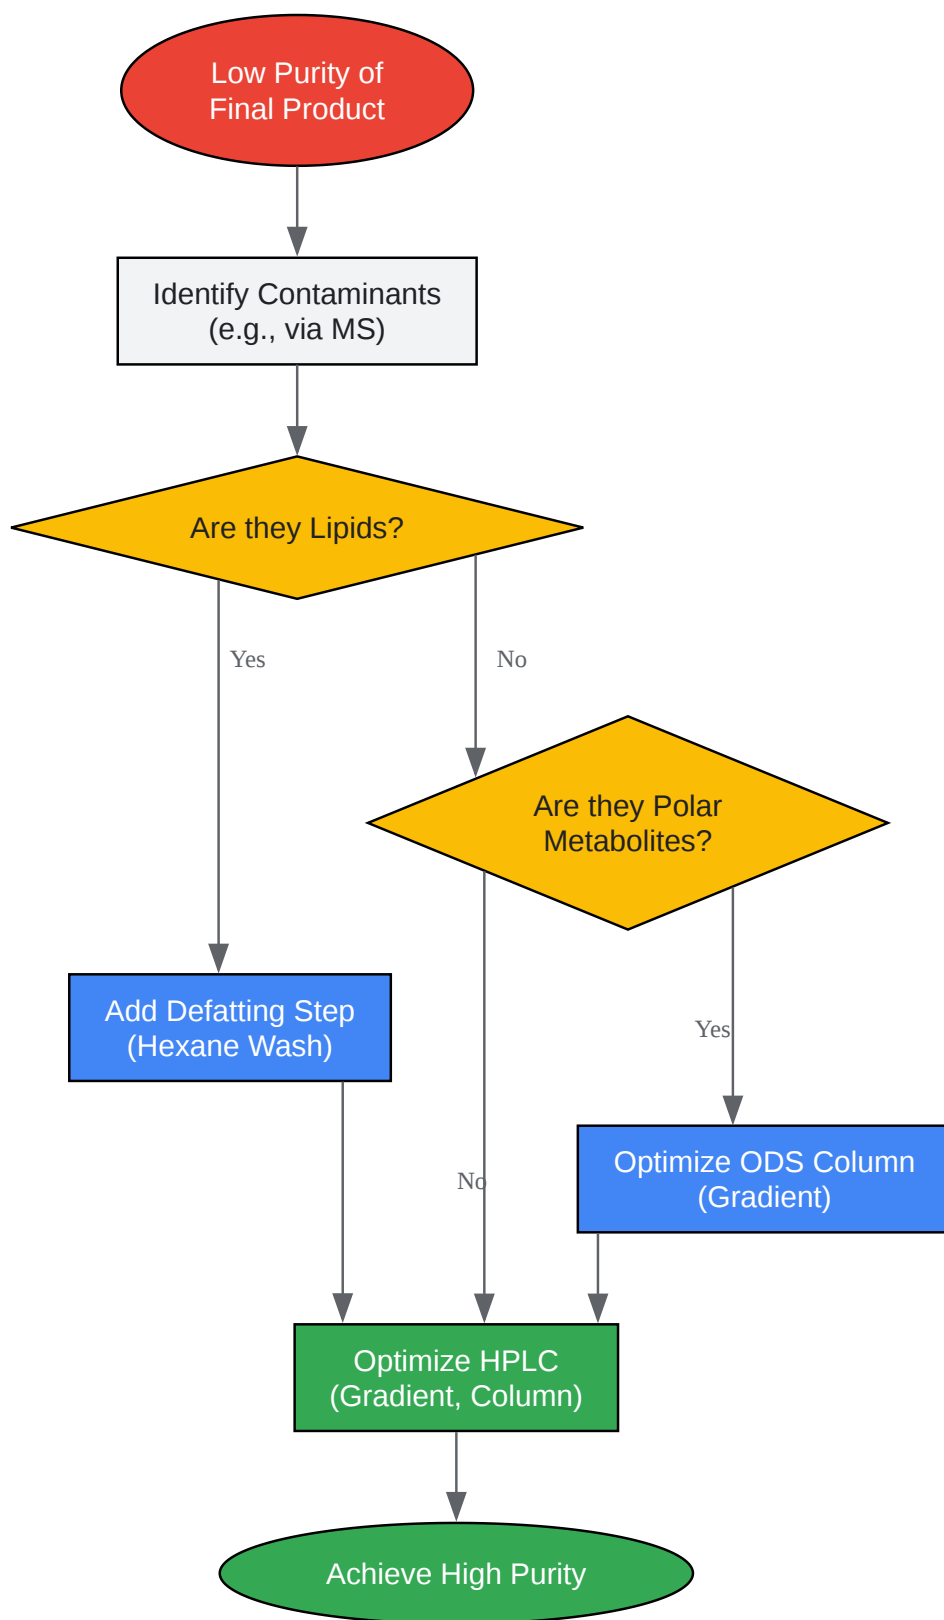 Low Purity of
Final Product
Identify Contaminants
(e.g., via MS)
Are they Lipids?
Yes
No
Are they Polar
Metabolites?
Add Defatting Step
(Hexane Wash)
Yes
Optimize ODS Column
(Gradient)
No
Optimize HPLC
(Gradient, Column)
Achieve High Purity